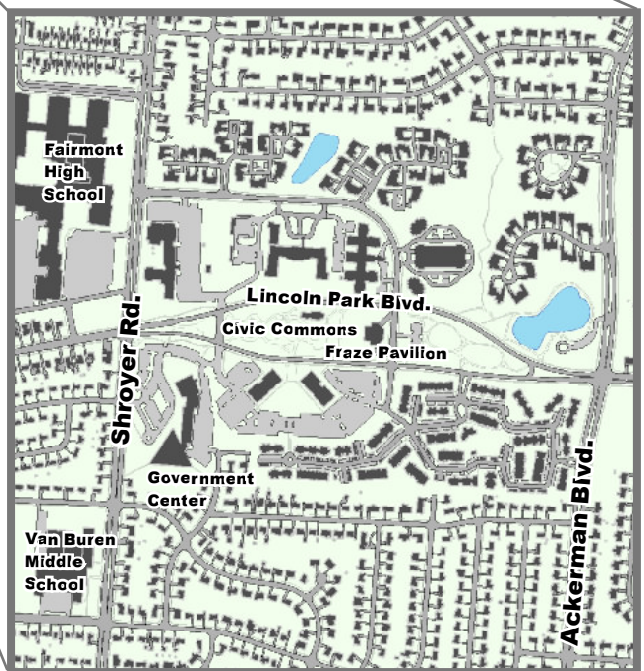 Fairmont
High
School
Lincoln Park Blvd.
Civic Commons
Fraze Pavilion
Shroyer Rd.
Government
Center
Ackerman Blvd.
Van Buren
Middle
School